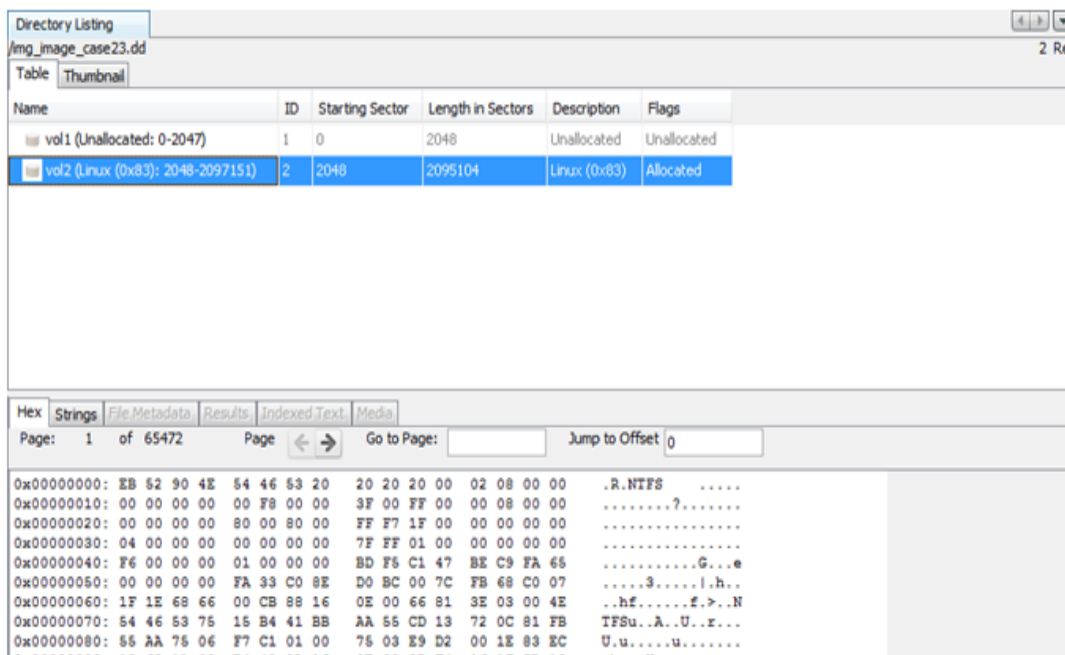 Directory Listing
/img_image_case23.dd 2 Re
Table Thumbnail
Name ID Starting Sector Length in Sectors Description Flags
vol1 (Unallocated: 0-2047) 1 0 2048 Unallocated Unallocated
vol2 (Linux (0x83): 2048-2097151) 2 2048 2095104 Linux (0x83) Allocated
Hex Strings File Metadata Results Indexed Text Media
Page: 1 of 65472 Page Go to Page: Jump to Offset 0
0x00000000: EB 52 90 4E 54 46 53 20 20 20 20 00 02 08 00 00 .R.NTFS .....
0x00000010: 00 00 00 00 00 F8 00 00 3F 00 FF 00 00 08 00 00 ........?.......
0x00000020: 00 00 00 00 80 00 80 00 FF F7 1F 00 00 00 00 00 ................
0x00000030: 04 00 00 00 00 00 00 00 7F FF 01 00 00 00 00 00 ................
0x00000040: F6 00 00 00 01 00 00 00 BD F5 C1 47 BE C9 FA 65 ...........G...e
0x00000050: 00 00 00 00 FA 33 C0 8E D0 BC 00 7C FB 68 C0 07 .....3.....|.h..
0x00000060: 1F 1E 68 66 00 CB 88 16 0E 00 66 81 3E 03 00 4E ..hf......f.>..N
0x00000070: 54 46 53 75 15 B4 41 BB AA 55 CD 13 72 0C 81 FB TFSu..A..U..r...
0x00000080: 55 AA 75 06 F7 C1 01 00 75 03 E9 D2 00 1E 83 EC U.u.....u.......